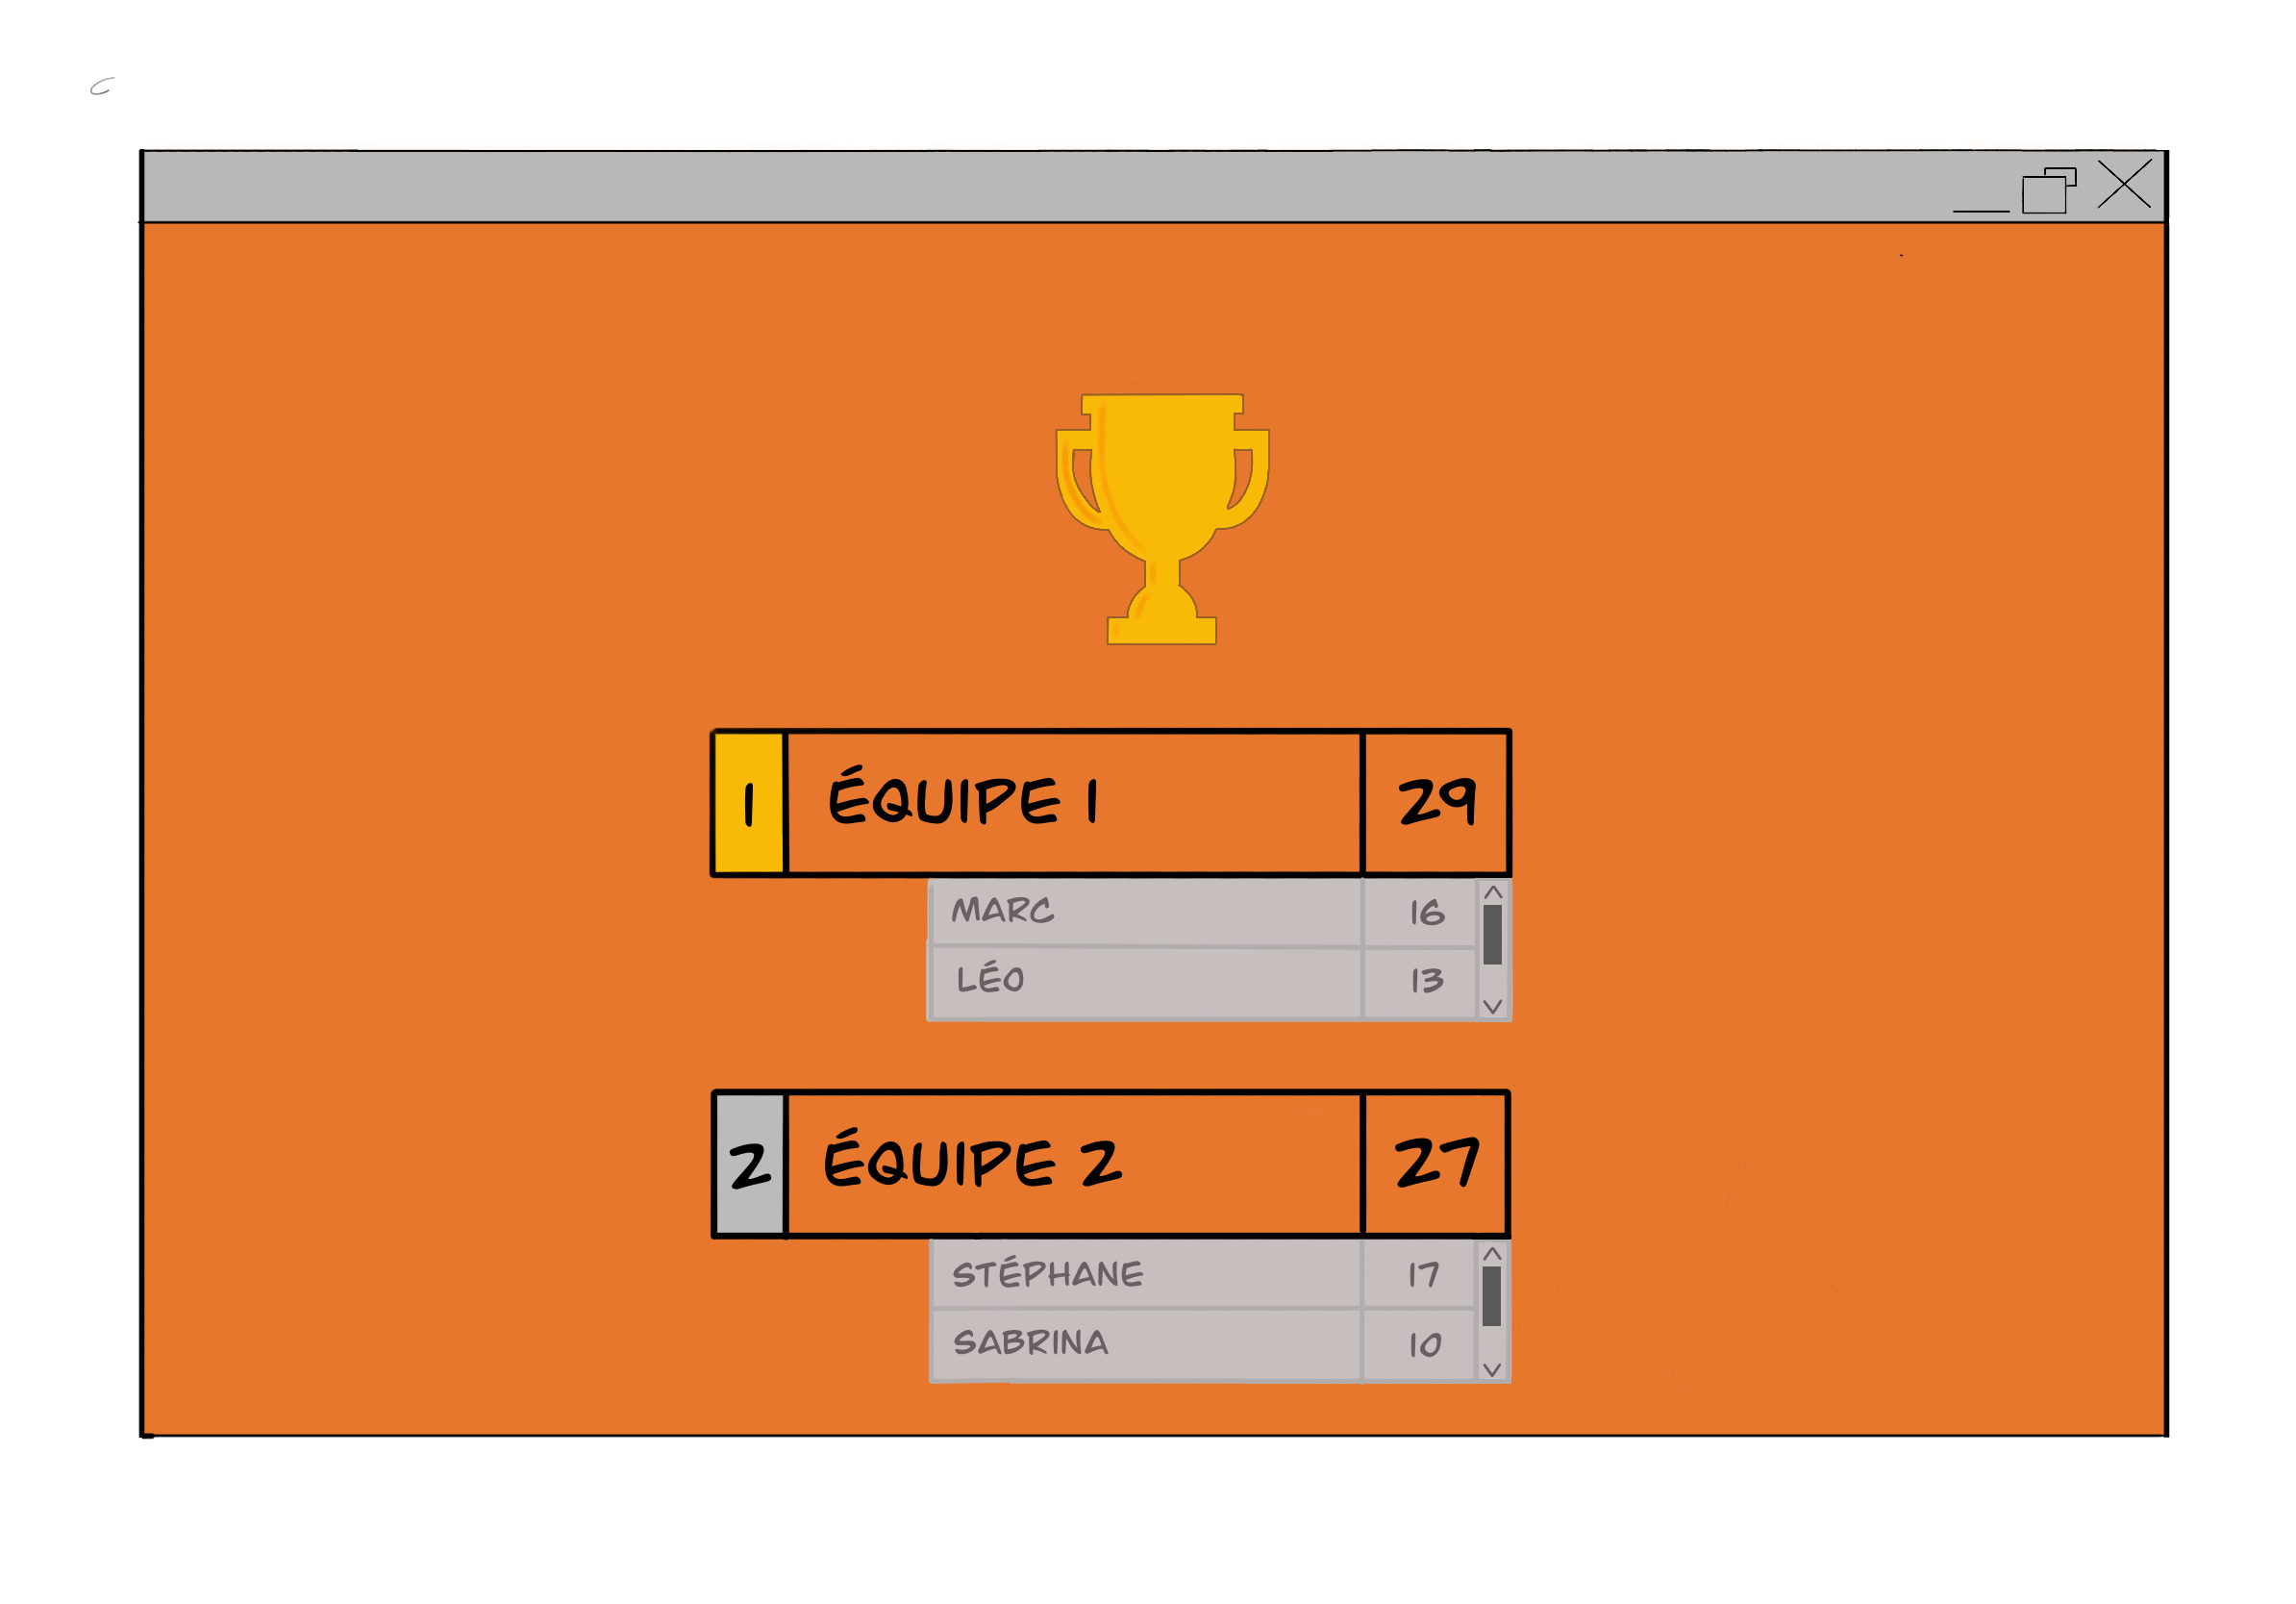 1 ÉQUIPE 1 29
MARC 16
LÉO 13
2 ÉQUIPE 2 27
STÉPHANE 17
SABRINA 10